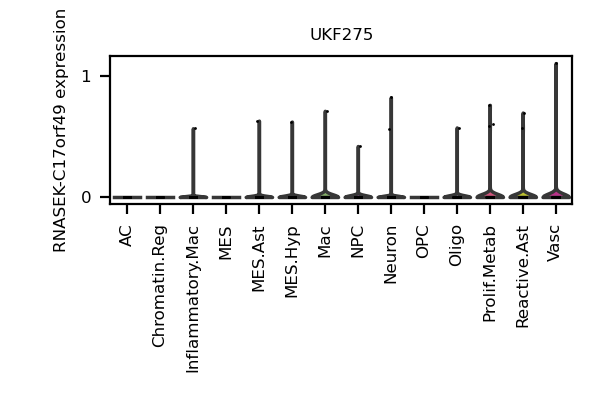 UKF275
RNASEK-C17orf49 expression
1
0
AC
Chromatin.Reg
Inflammatory.Mac
MES
MES.Ast
MES.Hyp
Mac
NPC
Neuron
OPC
Oligo
Prolif.Metab
Reactive.Ast
Vasc